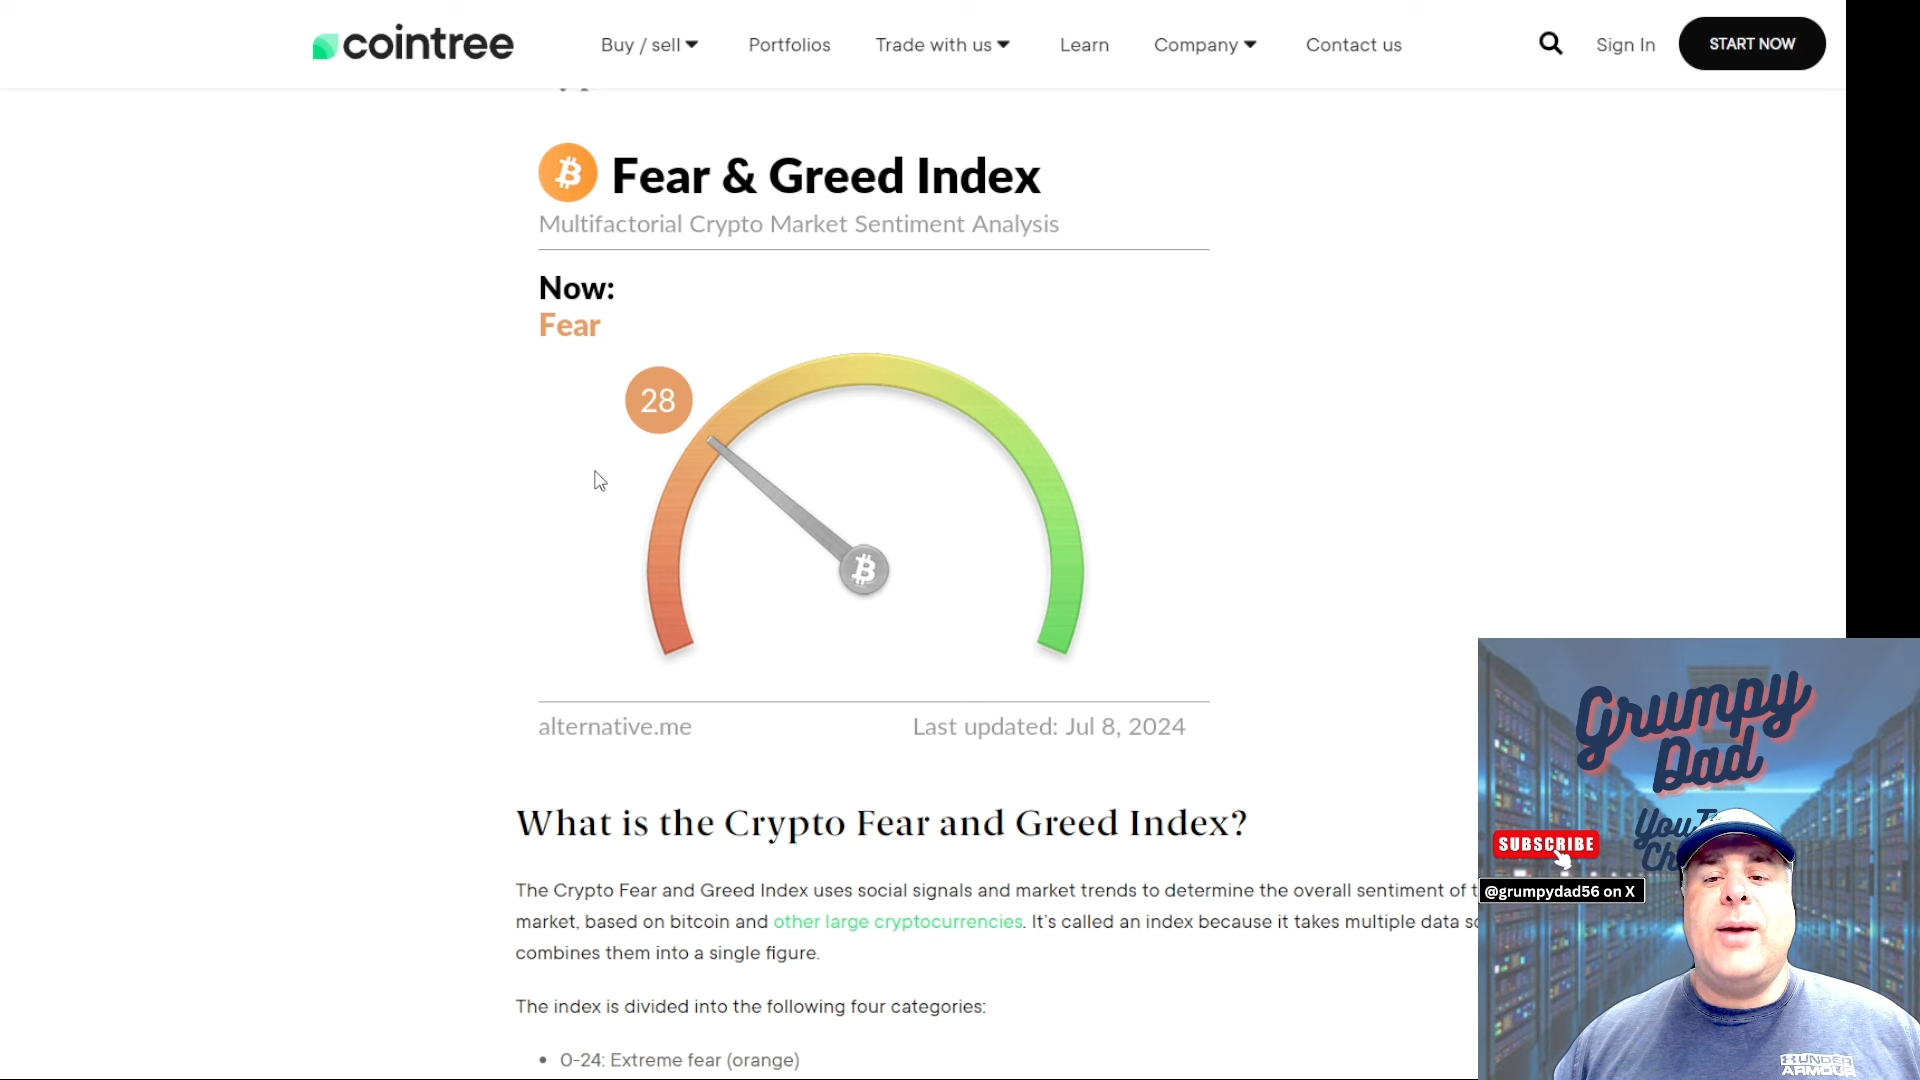 cointree
Buy / sell Portfolios Trade with us Learn Company Contact us Sign In START NOW
Fear & Greed Index
Multifactorial Crypto Market Sentiment Analysis
Now:
Fear
28
alternative.me Last updated: Jul 8, 2024
What is the Crypto Fear and Greed Index?
The Crypto Fear and Greed Index uses social signals and market trends to determine the overall sentiment of
market, based on bitcoin and other large cryptocurrencies. It's called an index because it takes multiple data
combines them into a single figure.
The index is divided into the following four categories:
• 0-24: Extreme fear (orange)
Grumpy
Dad
SUBSCRIBE
@grumpydad56 on X
UNDER
ARMOUR